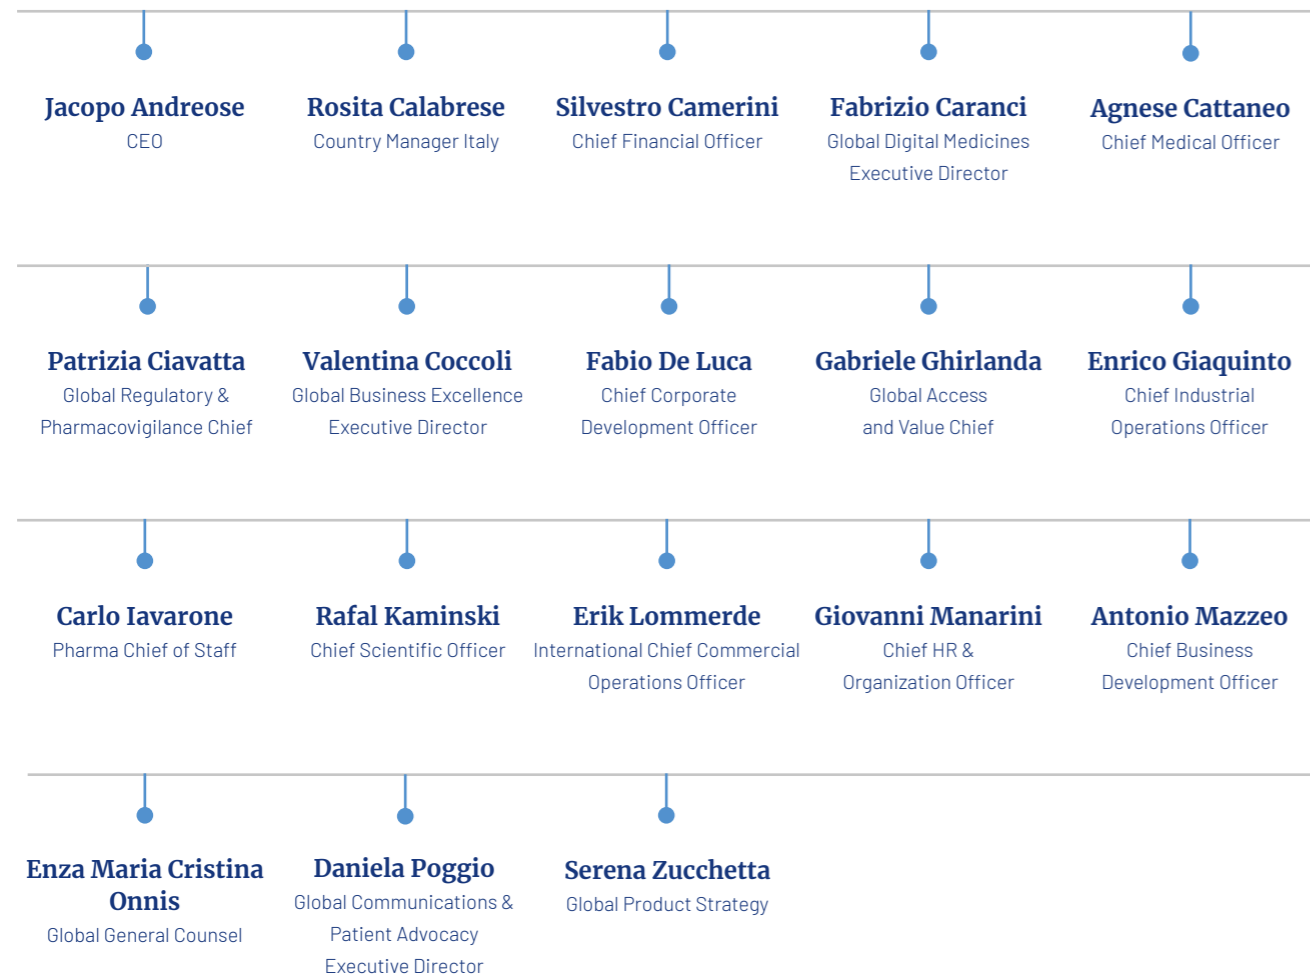 Jacopo Andreose
CEO
Rosita Calabrese
Country Manager Italy
Silvestro Camerini
Chief Financial Officer
Fabrizio Caranci
Global Digital Medicines
Executive Director
Agnese Cattaneo
Chief Medical Officer
Patrizia Ciavatta
Global Regulatory &
Pharmacovigilance Chief
Valentina Coccoli
Global Business Excellence
Executive Director
Fabio De Luca
Chief Corporate
Development Officer
Gabriele Ghirlanda
Global Access
and Value Chief
Enrico Giaquinto
Chief Industrial
Operations Officer
Carlo Iavarone
Pharma Chief of Staff
Rafal Kaminski
Chief Scientific Officer
Erik Lommerde
International Chief Commercial
Operations Officer
Giovanni Manarini
Chief HR &
Organization Officer
Antonio Mazzeo
Chief Business
Development Officer
Enza Maria Cristina
Onnis
Global General Counsel
Daniela Poggio
Global Communications &
Patient Advocacy
Executive Director
Serena Zucchetta
Global Product Strategy